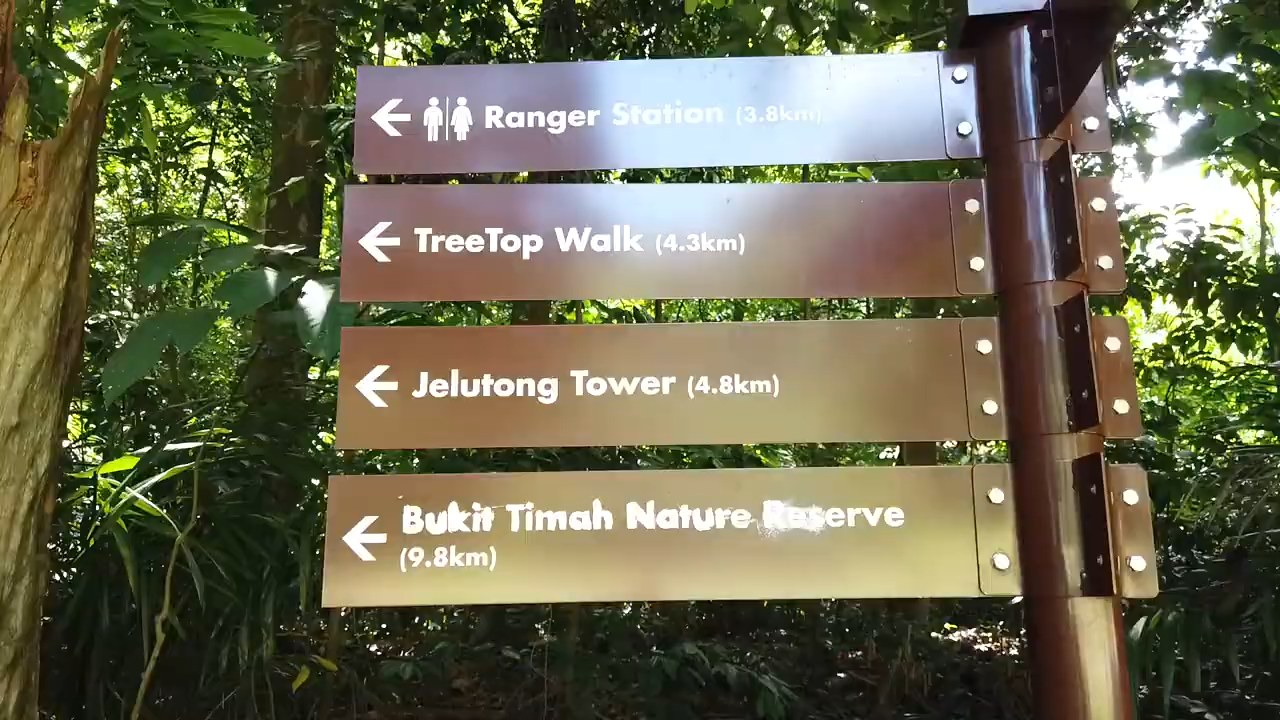 Ranger Station (3.8km)
TreeTop Walk (4.3km)
Jelutong Tower (4.8km)
Bukit Timah Nature Reserve
(9.8km)